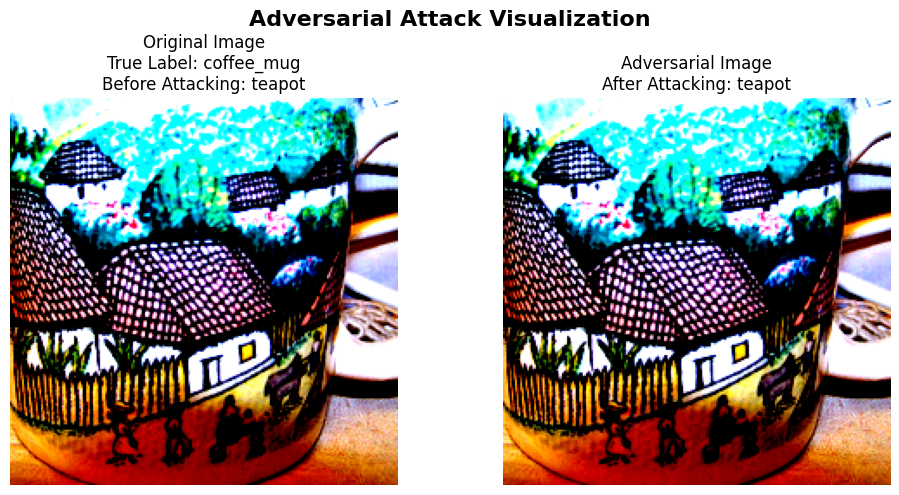 Adversarial Attack Visualization
Original Image
True Label: coffee_mug
Before Attacking: teapot
Adversarial Image
After Attacking: teapot